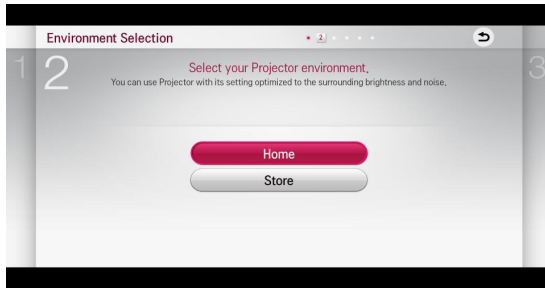 Environment Selection
2
1
2
3
Select your Projector environment.
You can use Projector with its setting optimized to the surrounding brightness and noise.
Home
Store